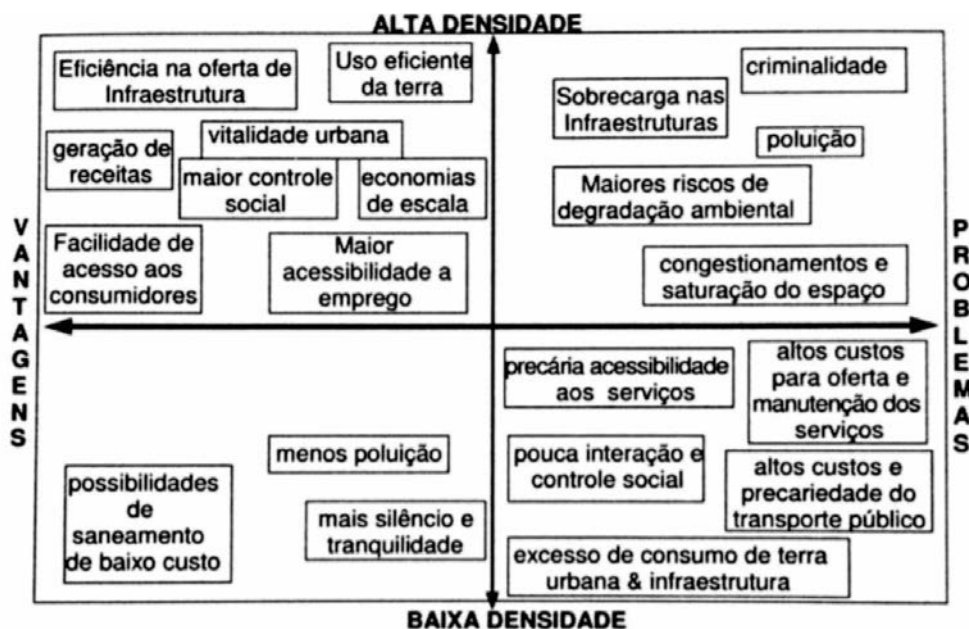 ALTA DENSIDADE
Eficiência na oferta de
Infraestrutura
Uso eficiente
da terra
vitalidade urbana
geração de
receitas
maior controle
social
economias
de escala
Facilidade de
acesso aos
consumidores
Maior
acessibilidade a
emprego
criminalidade
Sobrecarga nas
Infraestruturas
poluição
Maiores riscos de
degradação ambiental
congestionamentos e
saturação do espaço
VANTAGENS
PROBLEMAS
menos poluição
possibilidades
de
saneamento
de baixo custo
mais silêncio e
tranquilidade
precária acessibilidade
aos serviços
altos custos
para oferta e
manutenção dos
serviços
pouca interação e
controle social
altos custos e
precariedade do
transporte público
excesso de consumo de terra
urbana & infraestrutura
BAIXA DENSIDADE